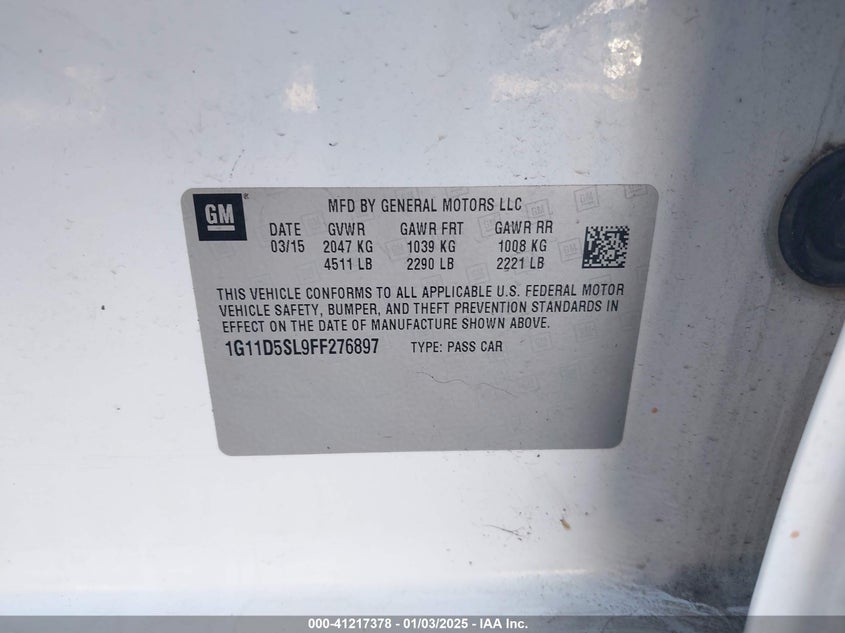 GM
MFD BY GENERAL MOTORS LLC
DATE GVWR GAWR FRT GAWR RR
03/15 2047 KG 1039 KG 1008 KG
4511 LB 2290 LB 2221 LB
THIS VEHICLE CONFORMS TO ALL APPLICABLE U.S. FEDERAL MOTOR
VEHICLE SAFETY, BUMPER, AND THEFT PREVENTION STANDARDS IN
EFFECT ON THE DATE OF MANUFACTURE SHOWN ABOVE.
1G11D5SL9FF276897 TYPE: PASS CAR
000-41217378 - 01/03/2025 - IAA Inc.